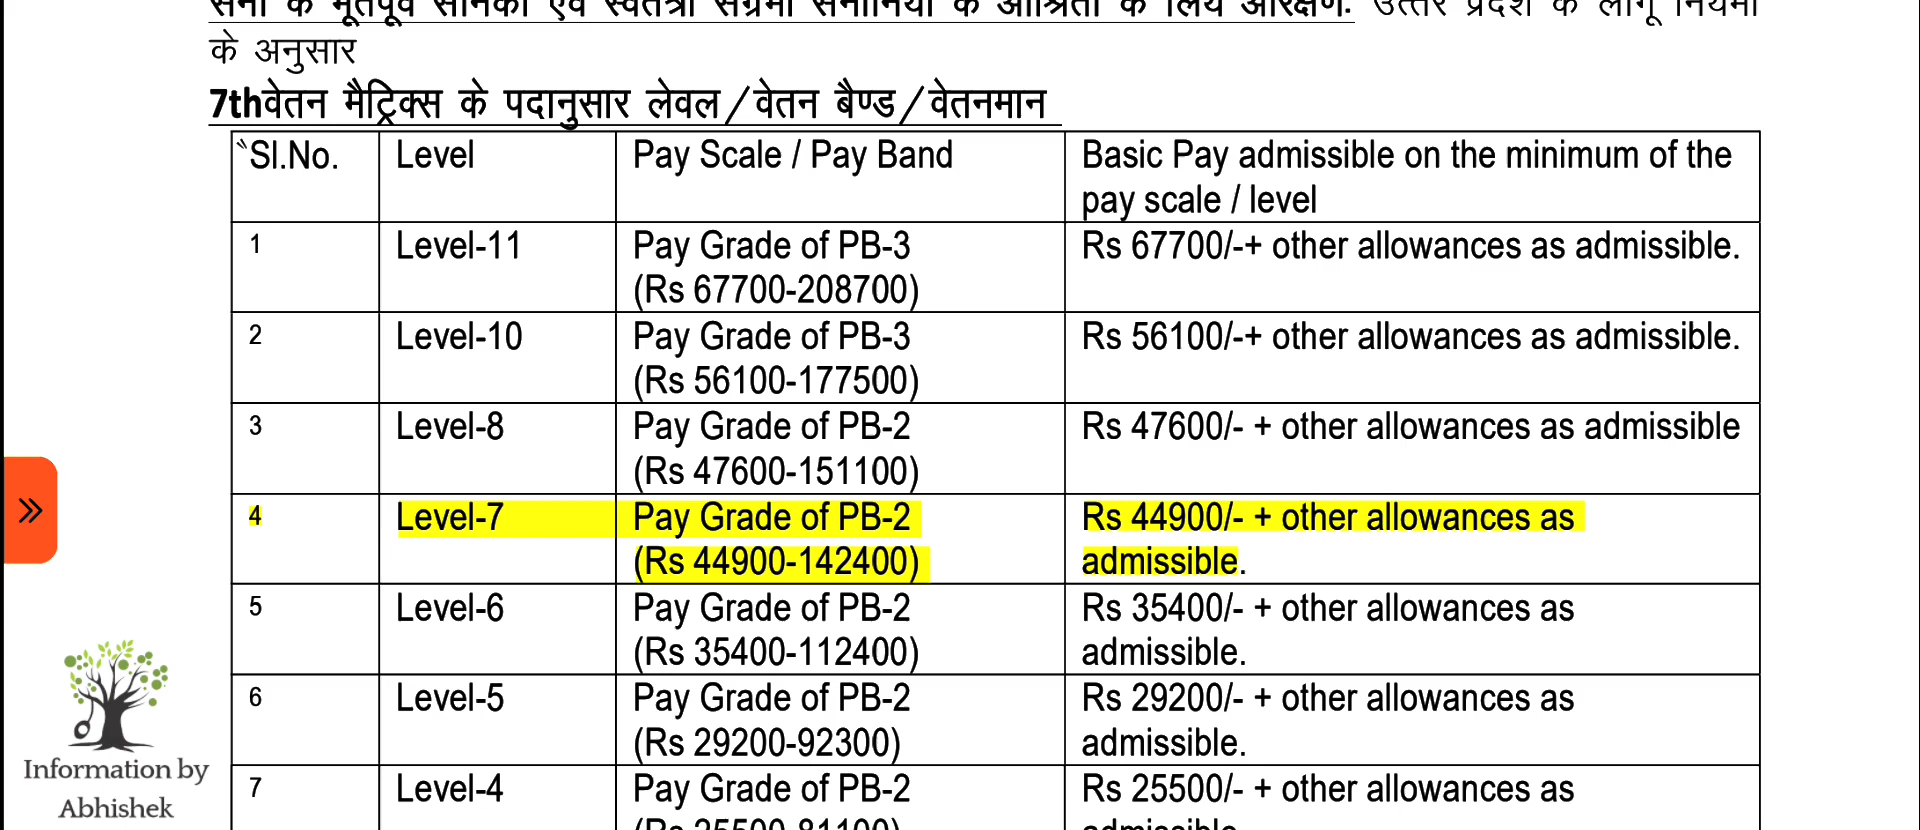 के अनुसार
7thवेतन मैट्रिक्स के पदानुसार लेवल/वेतन बैण्ड/वेतनमान
Sl.No. Level Pay Scale / Pay Band Basic Pay admissible on the minimum of the
pay scale / level
1 Level-11 Pay Grade of PB-3 Rs 67700/-+ other allowances as admissible.
(Rs 67700-208700)
2 Level-10 Pay Grade of PB-3 Rs 56100/-+ other allowances as admissible.
(Rs 56100-177500)
3 Level-8 Pay Grade of PB-2 Rs 47600/- + other allowances as admissible
(Rs 47600-151100)
4 Level-7 Pay Grade of PB-2 Rs 44900/- + other allowances as
(Rs 44900-142400) admissible.
5 Level-6 Pay Grade of PB-2 Rs 35400/- + other allowances as
(Rs 35400-112400) admissible.
6 Level-5 Pay Grade of PB-2 Rs 29200/- + other allowances as
(Rs 29200-92300) admissible.
7 Level-4 Pay Grade of PB-2 Rs 25500/- + other allowances as
Information by
Abhishek